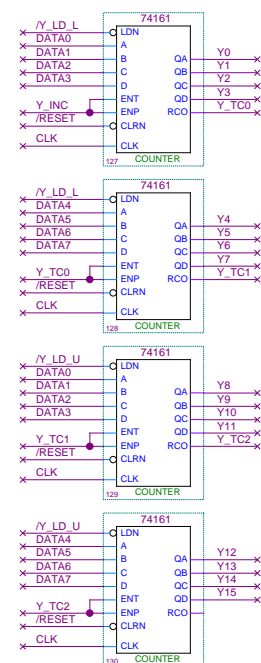 74161
/Y_LD_L LDN
DATA0 A
DATA1 B QA Y0
DATA2 C QB Y1
DATA3 D QC Y2
ENT QD Y3
Y_INC ENP RCO Y_TC0
/RESET CLRN
CLK CLK
127 COUNTER
74161
/Y_LD_L LDN
DATA4 A
DATA5 B QA Y4
DATA6 C QB Y5
DATA7 D QC Y6
ENT QD Y7
Y_TC0 ENP RCO Y_TC1
/RESET CLRN
CLK CLK
128 COUNTER
74161
/Y_LD_U LDN
DATA0 A
DATA1 B QA Y8
DATA2 C QB Y9
DATA3 D QC Y10
ENT QD Y11
Y_TC1 ENP RCO Y_TC2
/RESET CLRN
CLK CLK
129 COUNTER
74161
/Y_LD_U LDN
DATA4 A
DATA5 B QA Y12
DATA6 C QB Y13
DATA7 D QC Y14
ENT QD Y15
Y_TC2 ENP RCO
/RESET CLRN
CLK CLK
130 COUNTER